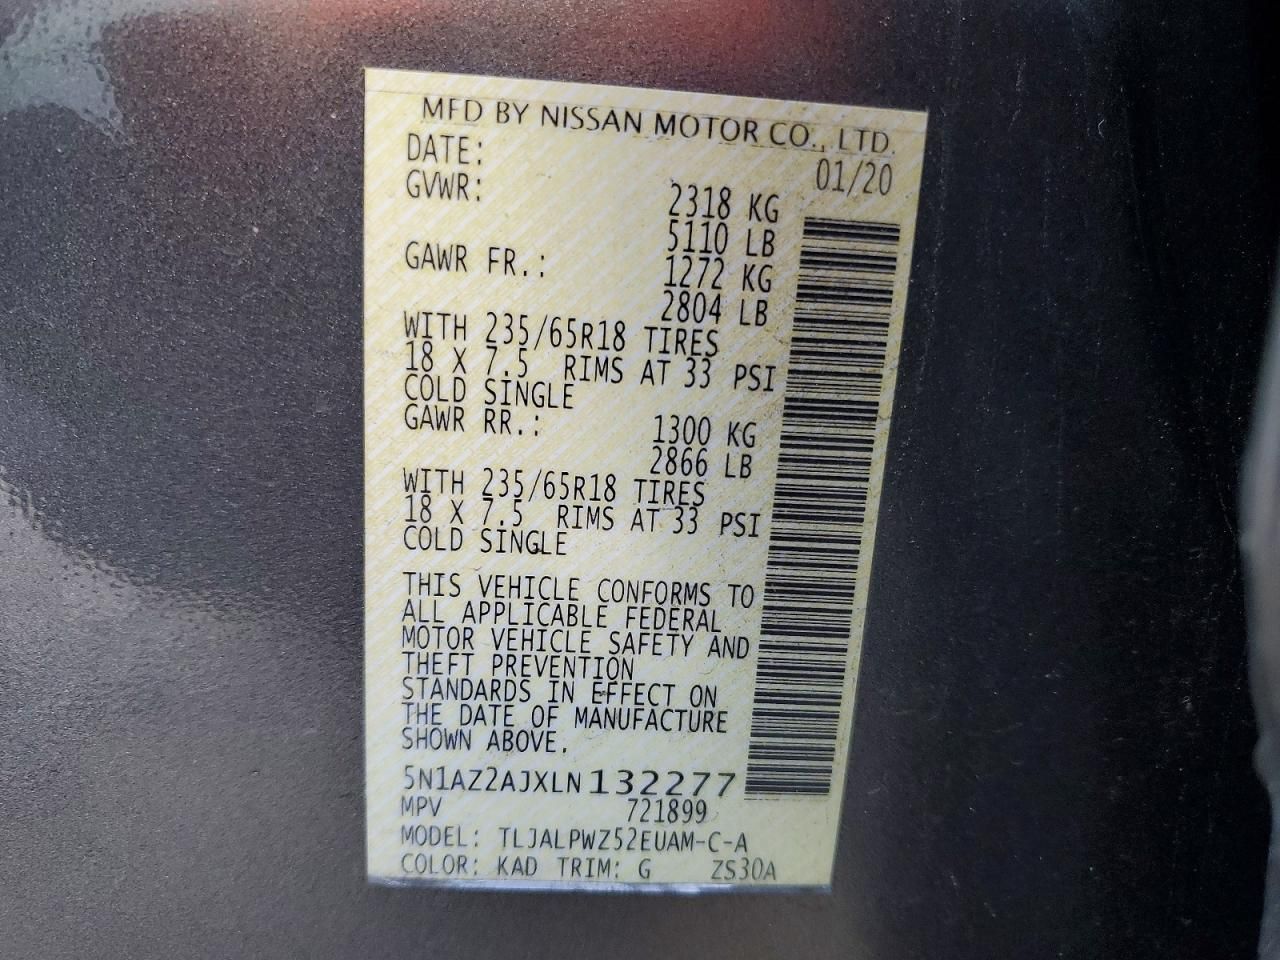 MFD BY NISSAN MOTOR CO., LTD.
DATE: 01/20
GVWR: 2318 KG
5110 LB
GAWR FR.: 1272 KG
2804 LB
WITH 235/65R18 TIRES
18 X 7.5 RIMS AT 33 PSI
COLD SINGLE
GAWR RR.: 1300 KG
2866 LB
WITH 235/65R18 TIRES
18 X 7.5 RIMS AT 33 PSI
COLD SINGLE
THIS VEHICLE CONFORMS TO
ALL APPLICABLE FEDERAL
MOTOR VEHICLE SAFETY AND
THEFT PREVENTION
STANDARDS IN EFFECT ON
THE DATE OF MANUFACTURE
SHOWN ABOVE.
5N1AZ2AJXLN132277
MPV 721899
MODEL: TLJALPWZ52EUAM-C-A
COLOR: KAD TRIM: G ZS30A